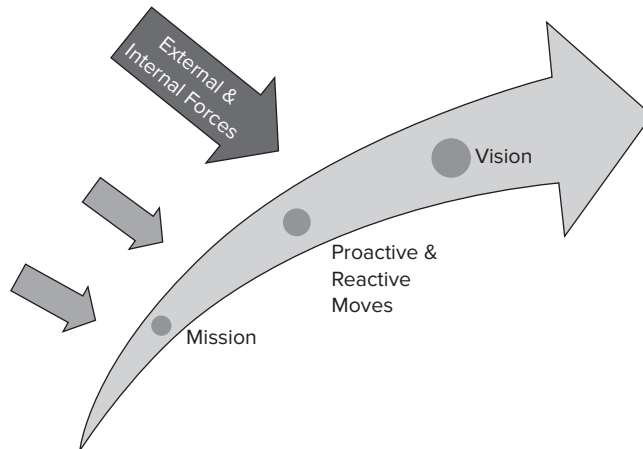 External &
Internal Forces
Vision
Proactive &
Reactive
Moves
Mission